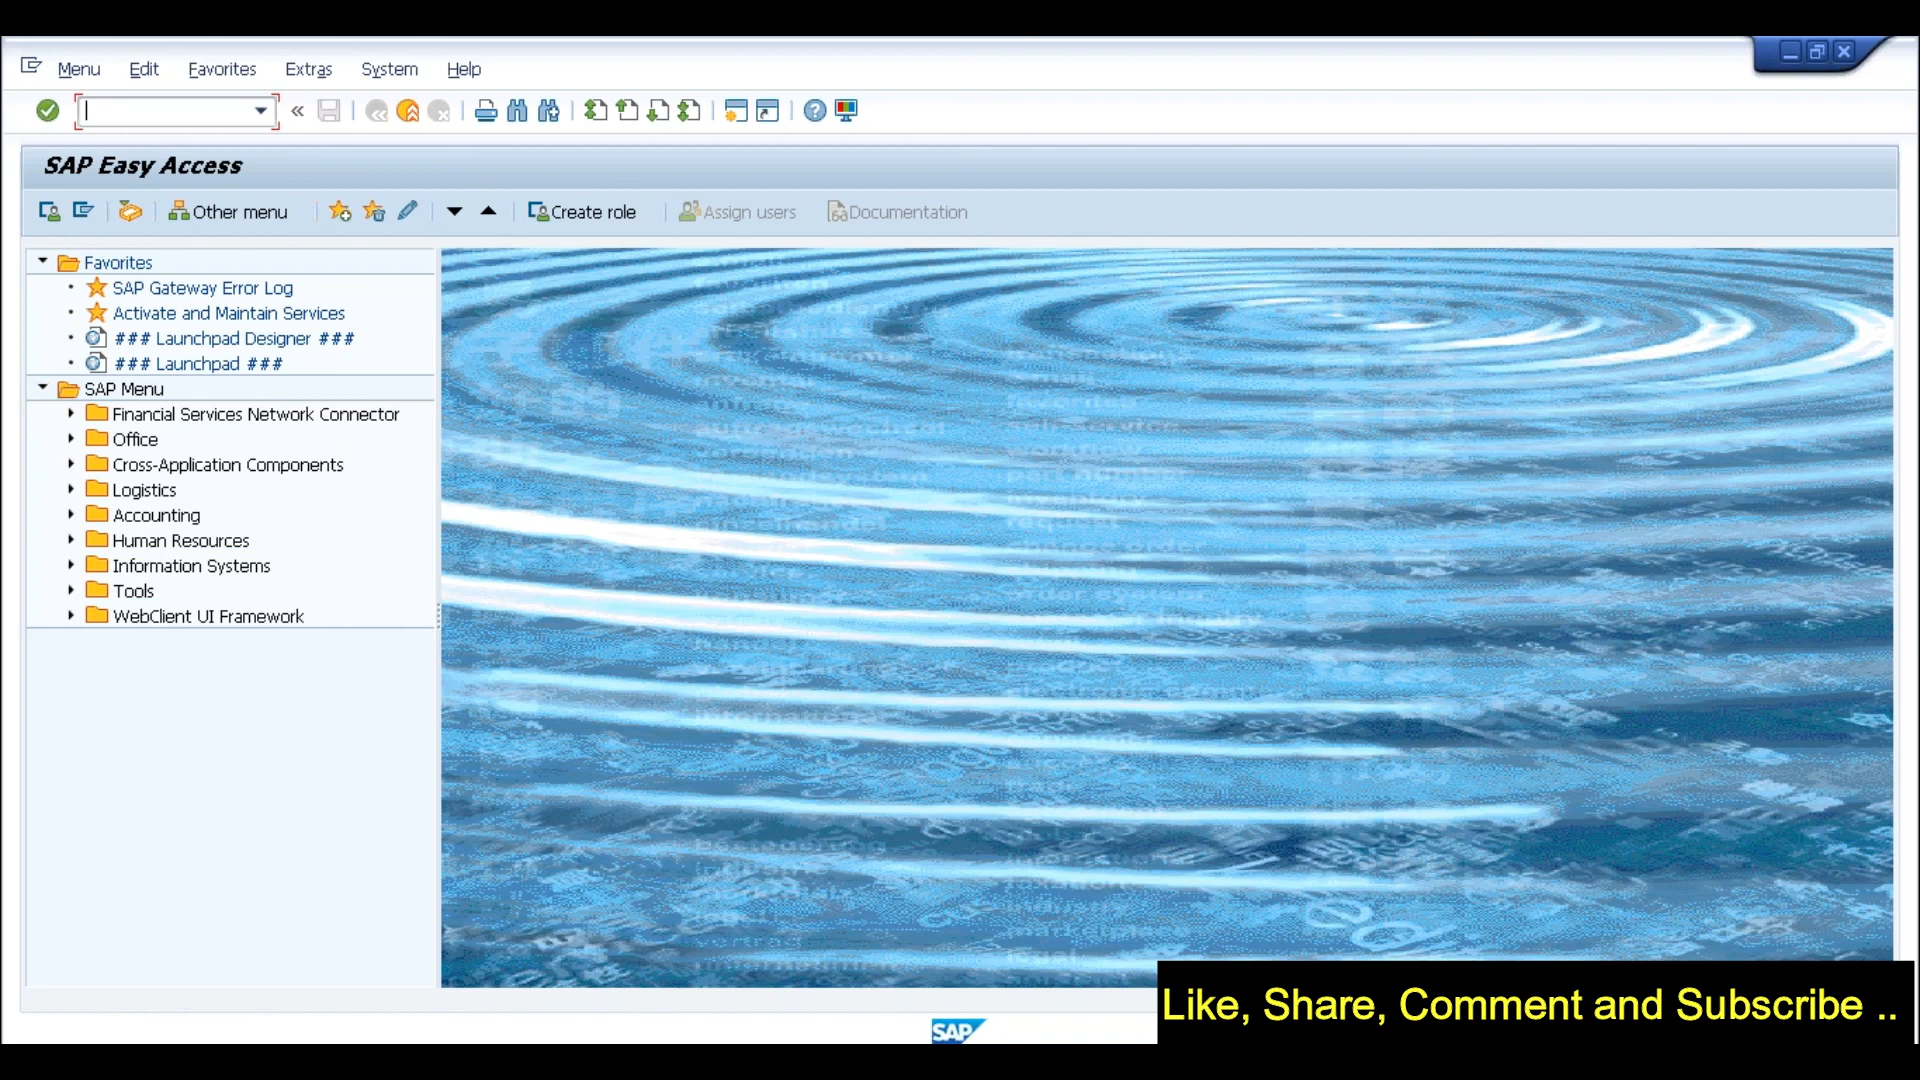 Menu Edit Favorites Extras System Help
SAP Easy Access
Other menu Create role Assign users Documentation
Favorites
SAP Gateway Error Log
Activate and Maintain Services
### Launchpad Designer ###
### Launchpad ###
SAP Menu
Financial Services Network Connector
Office
Cross-Application Components
Logistics
Accounting
Human Resources
Information Systems
Tools
WebClient UI Framework
Like, Share, Comment and Subscribe ..
SAP